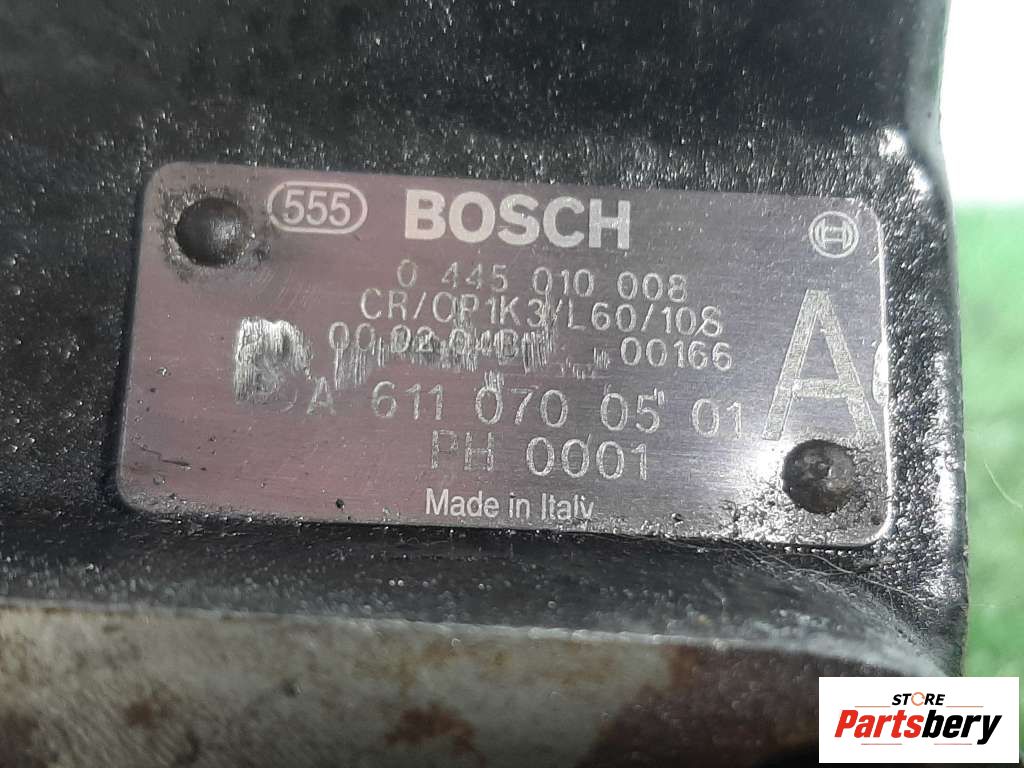 555 BOSCH
0 445 010 008
CR/CP1K3/L60/10S
00166
A 611 070 05 01
A
PH 0001
Made in Italy
STORE
Partsbery